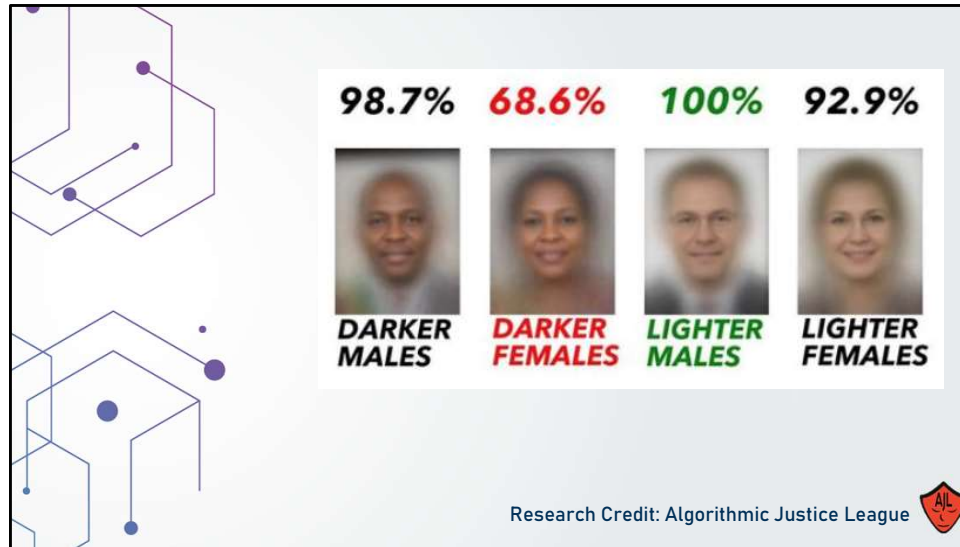 98.7% 68.6% 100% 92.9%
DARKER MALES
DARKER FEMALES
LIGHTER MALES
LIGHTER FEMALES
Research Credit: Algorithmic Justice League
AJL